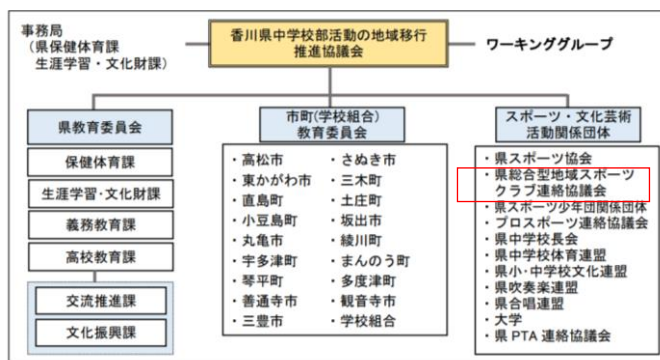 事務局
（県保健体育課
生涯学習・文化財課）
香川県中学校部活動の地域移行
推進協議会
ワーキンググループ
県教育委員会
保健体育課
生涯学習・文化財課
義務教育課
高校教育課
交流推進課
文化振興課
市町(学校組合)
教育委員会
・高松市 ・さぬき市
・東かがわ市 ・三木町
・直島町 ・土庄町
・小豆島町 ・坂出市
・丸亀市 ・綾川町
・宇多津町 ・まんのう町
・琴平町 ・多度津町
・善通寺市 ・観音寺市
・三豊市 ・学校組合
スポーツ・文化芸術
活動関係団体
・県スポーツ協会
・県総合型地域スポーツ
クラブ連絡協議会
・県スポーツ少年団関係団体
・プロスポーツ連絡協議会
・県中学校長会
・県中学校体育連盟
・県小・中学校文化連盟
・県吹奏楽連盟
・県合唱連盟
・大学
・県 PTA 連絡協議会